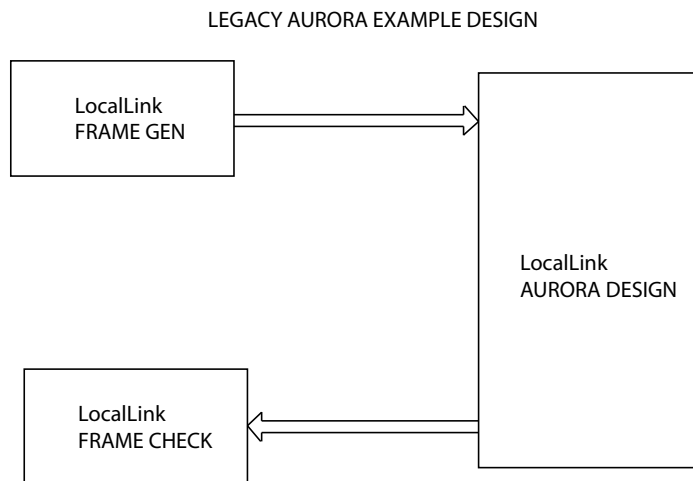 LEGACY AURORA EXAMPLE DESIGN
LocalLink
FRAME GEN
LocalLink
AURORA DESIGN
LocalLink
FRAME CHECK